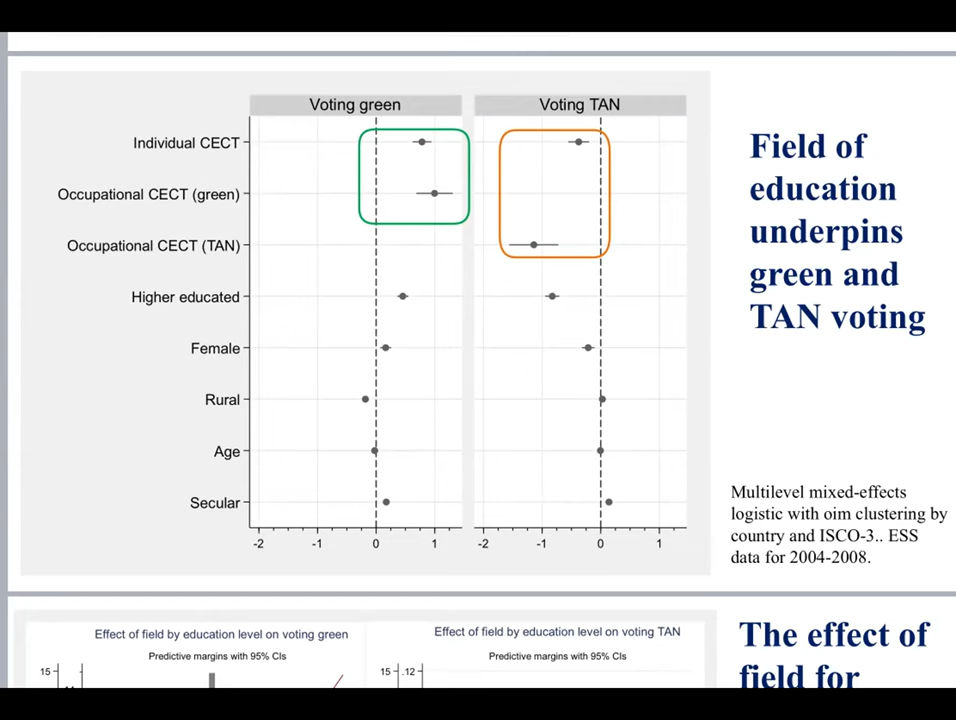 Voting green
Voting TAN
Individual CECT
Occupational CECT (green)
Occupational CECT (TAN)
Higher educated
Female
Rural
Age
Secular
-2 -1 0 1
-2 -1 0 1
Field of
education
underpins
green and
TAN voting
Multilevel mixed-effects
logistic with oim clustering by
country and ISCO-3.. ESS
data for 2004-2008.
Effect of field by education level on voting green
Predictive margins with 95% CIs
15
Effect of field by education level on voting TAN
Predictive margins with 95% CIs
15 .12
The effect of
field for